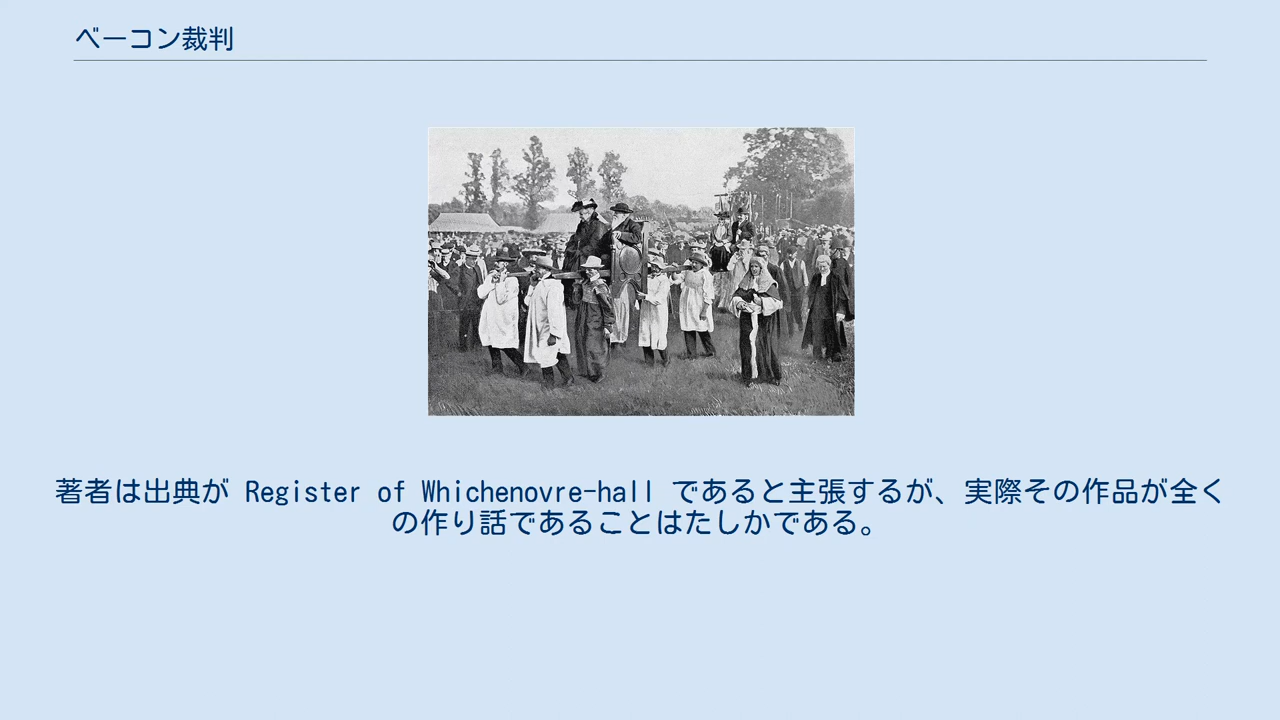 ベーコン裁判
著者は出典が Register of Whichenovre-hall であると主張するが、実際その作品が全く
の作り話であることはたしかである。